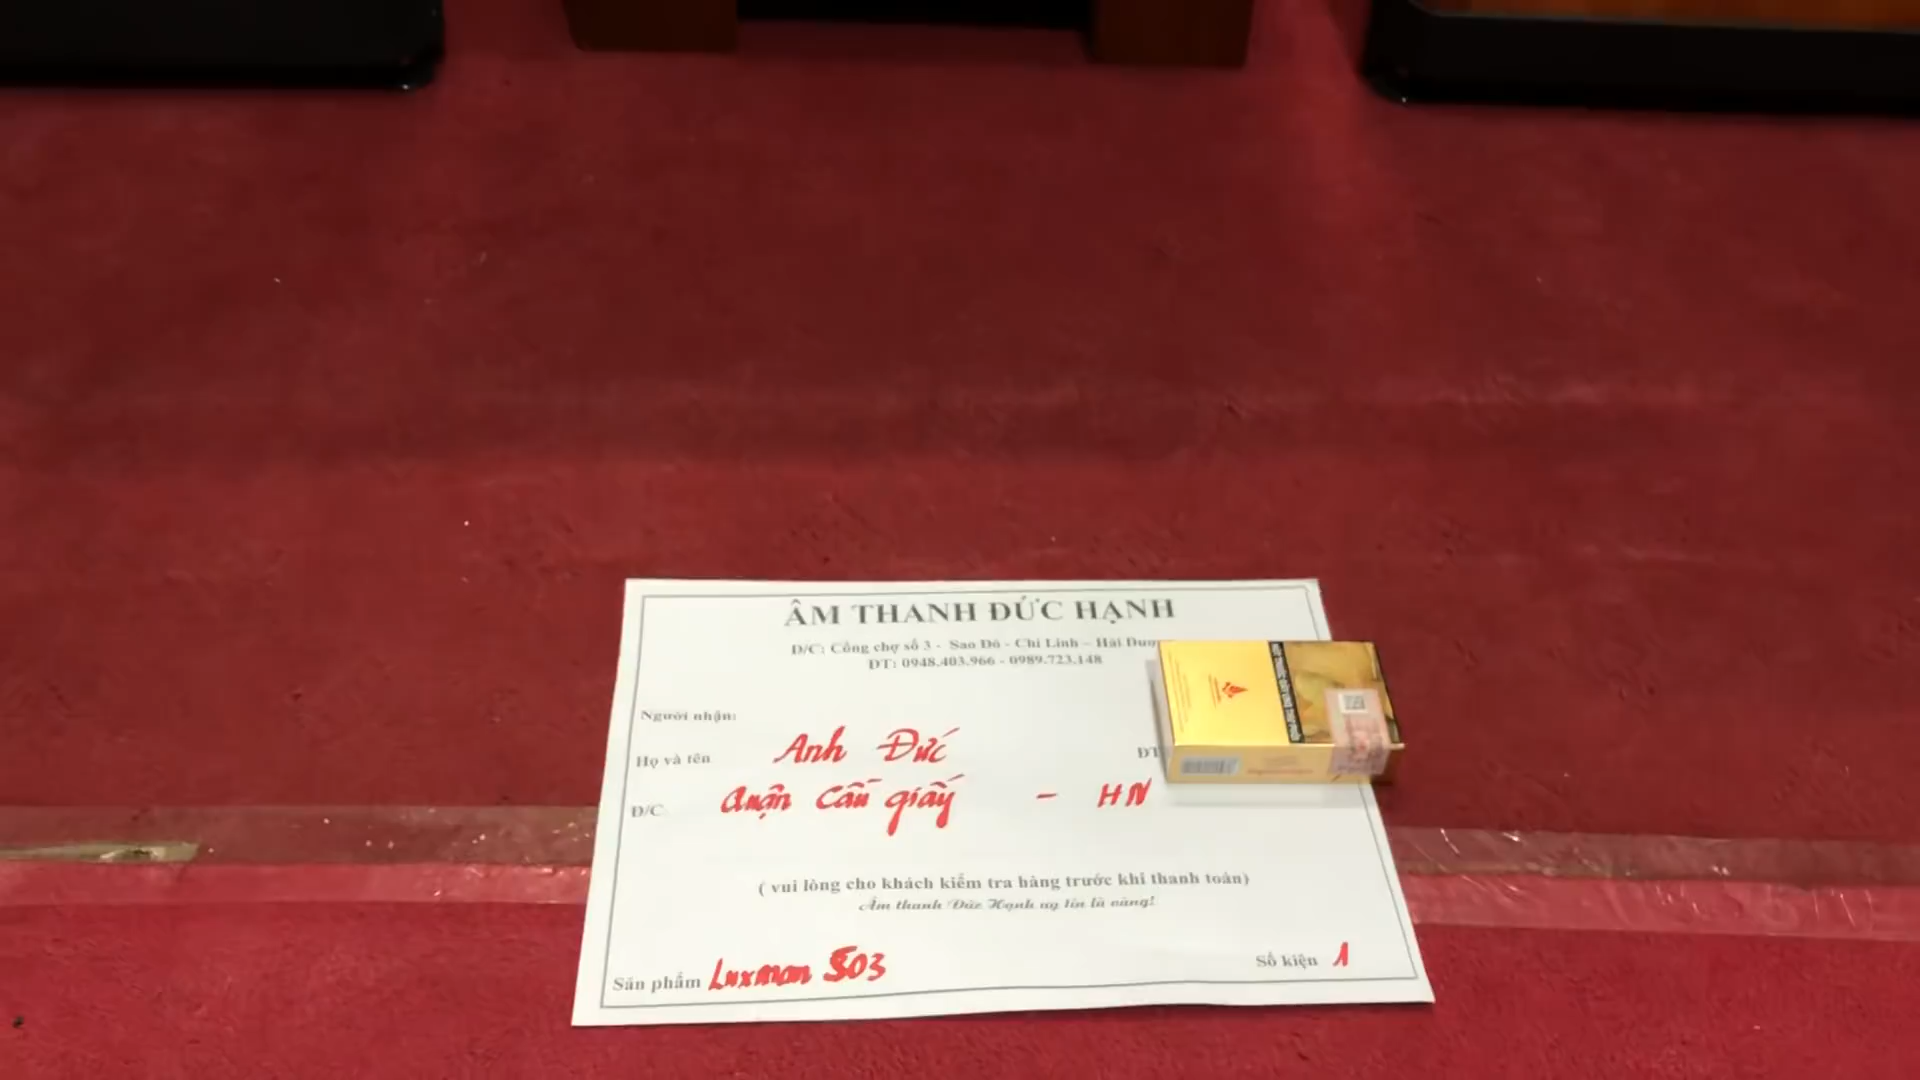 ÂM THANH ĐỨC HẠNH
Đ/C: Cổng chợ số 3 - Sao Đỏ - Chí Linh – Hải Dươ
ĐT: 0948.403.966 - 0989.723.148
Người nhận:
Họ và tên Anh Đức ĐT
Đ/C Quận Cầu giấy - HN
( vui lòng cho khách kiểm tra hàng trước khi thanh toán)
Âm thanh Đức Hạnh uy tín là vàng!
Sản phẩm Luxman 503 Số kiện 1